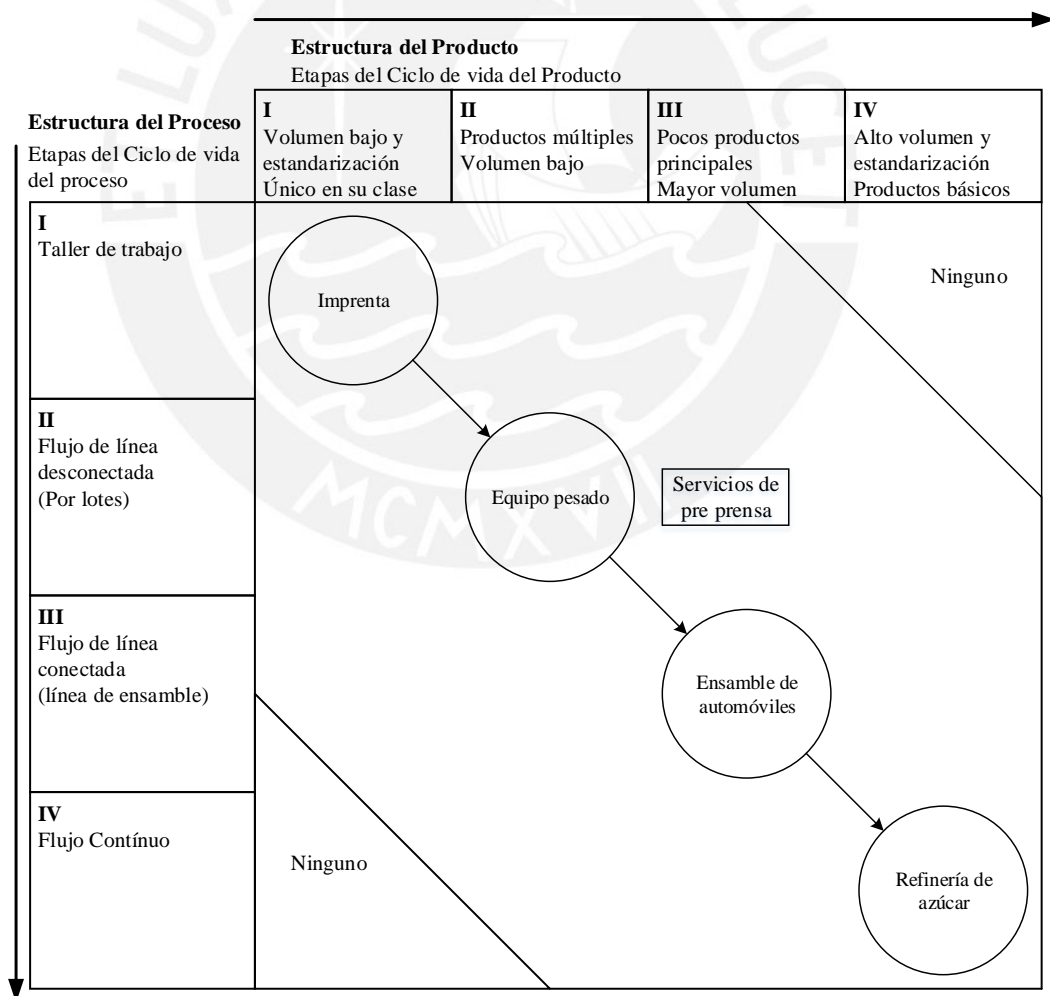 Estructura del Producto
Etapas del Ciclo de vida del Producto
Estructura del Proceso
Etapas del Ciclo de vida
del proceso
I
Volumen bajo y
estandarización
Único en su clase
II
Productos múltiples
Volumen bajo
III
Pocos productos
principales
Mayor volumen
IV
Alto volumen y
estandarización
Productos básicos
I
Taller de trabajo
Imprenta
Ninguno
II
Flujo de línea
desconectada
(Por lotes)
Equipo pesado
Servicios de
pre prensa
III
Flujo de línea
conectada
(línea de ensamble)
Ensamble de
automóviles
IV
Flujo Contínuo
Ninguno
Refinería de
azúcar
ET LUX
LUCET
MCMXVII